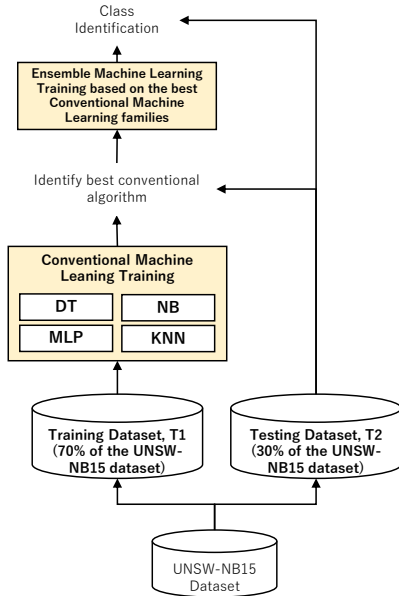 Class
Identification
Ensemble Machine Learning
Training based on the best
Conventional Machine
Learning families
Identify best conventional
algorithm
Conventional Machine
Leaning Training
DT
NB
MLP
KNN
Training Dataset, T1
(70% of the UNSW-
NB15 dataset)
Testing Dataset, T2
(30% of the UNSW-
NB15 dataset)
UNSW-NB15
Dataset